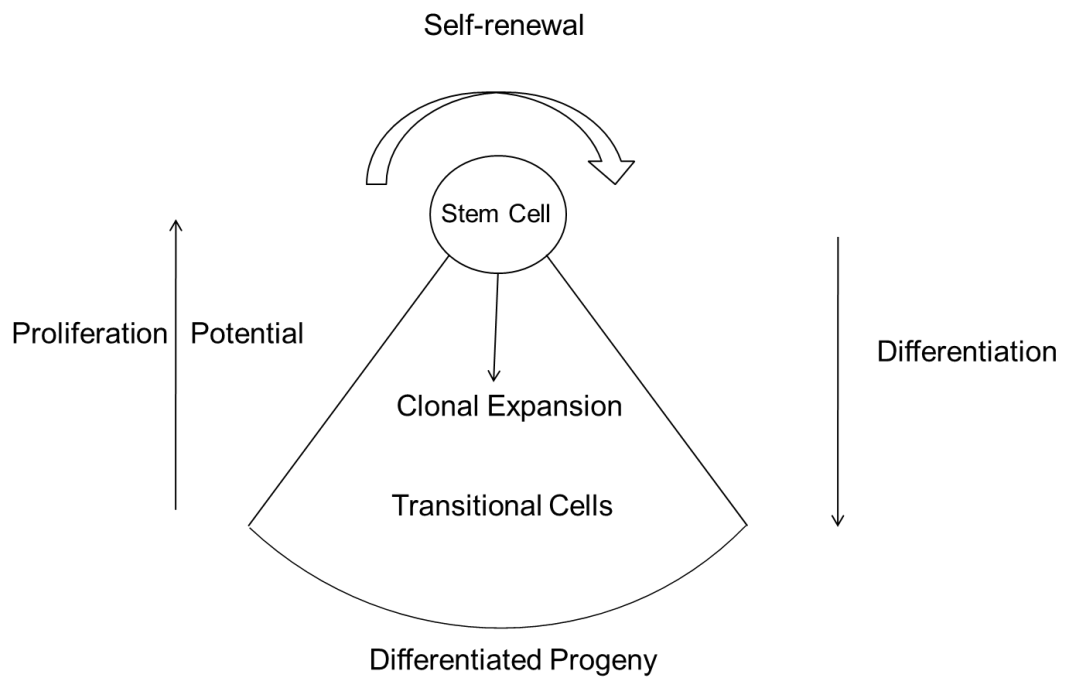 Self-renewal
Stem Cell
Proliferation Potential
Differentiation
Clonal Expansion
Transitional Cells
Differentiated Progeny